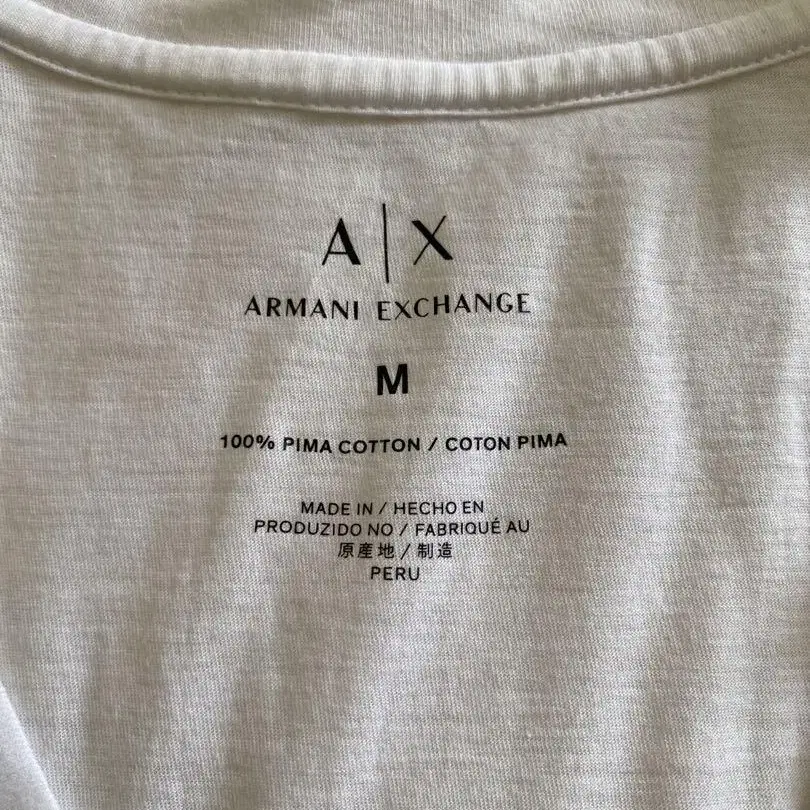 A|X
ARMANI EXCHANGE
M
100% PIMA COTTON / COTON PIMA
MADE IN / HECHO EN
PRODUZIDO NO / FABRIQUÉ AU
原産地 / 制造
PERU